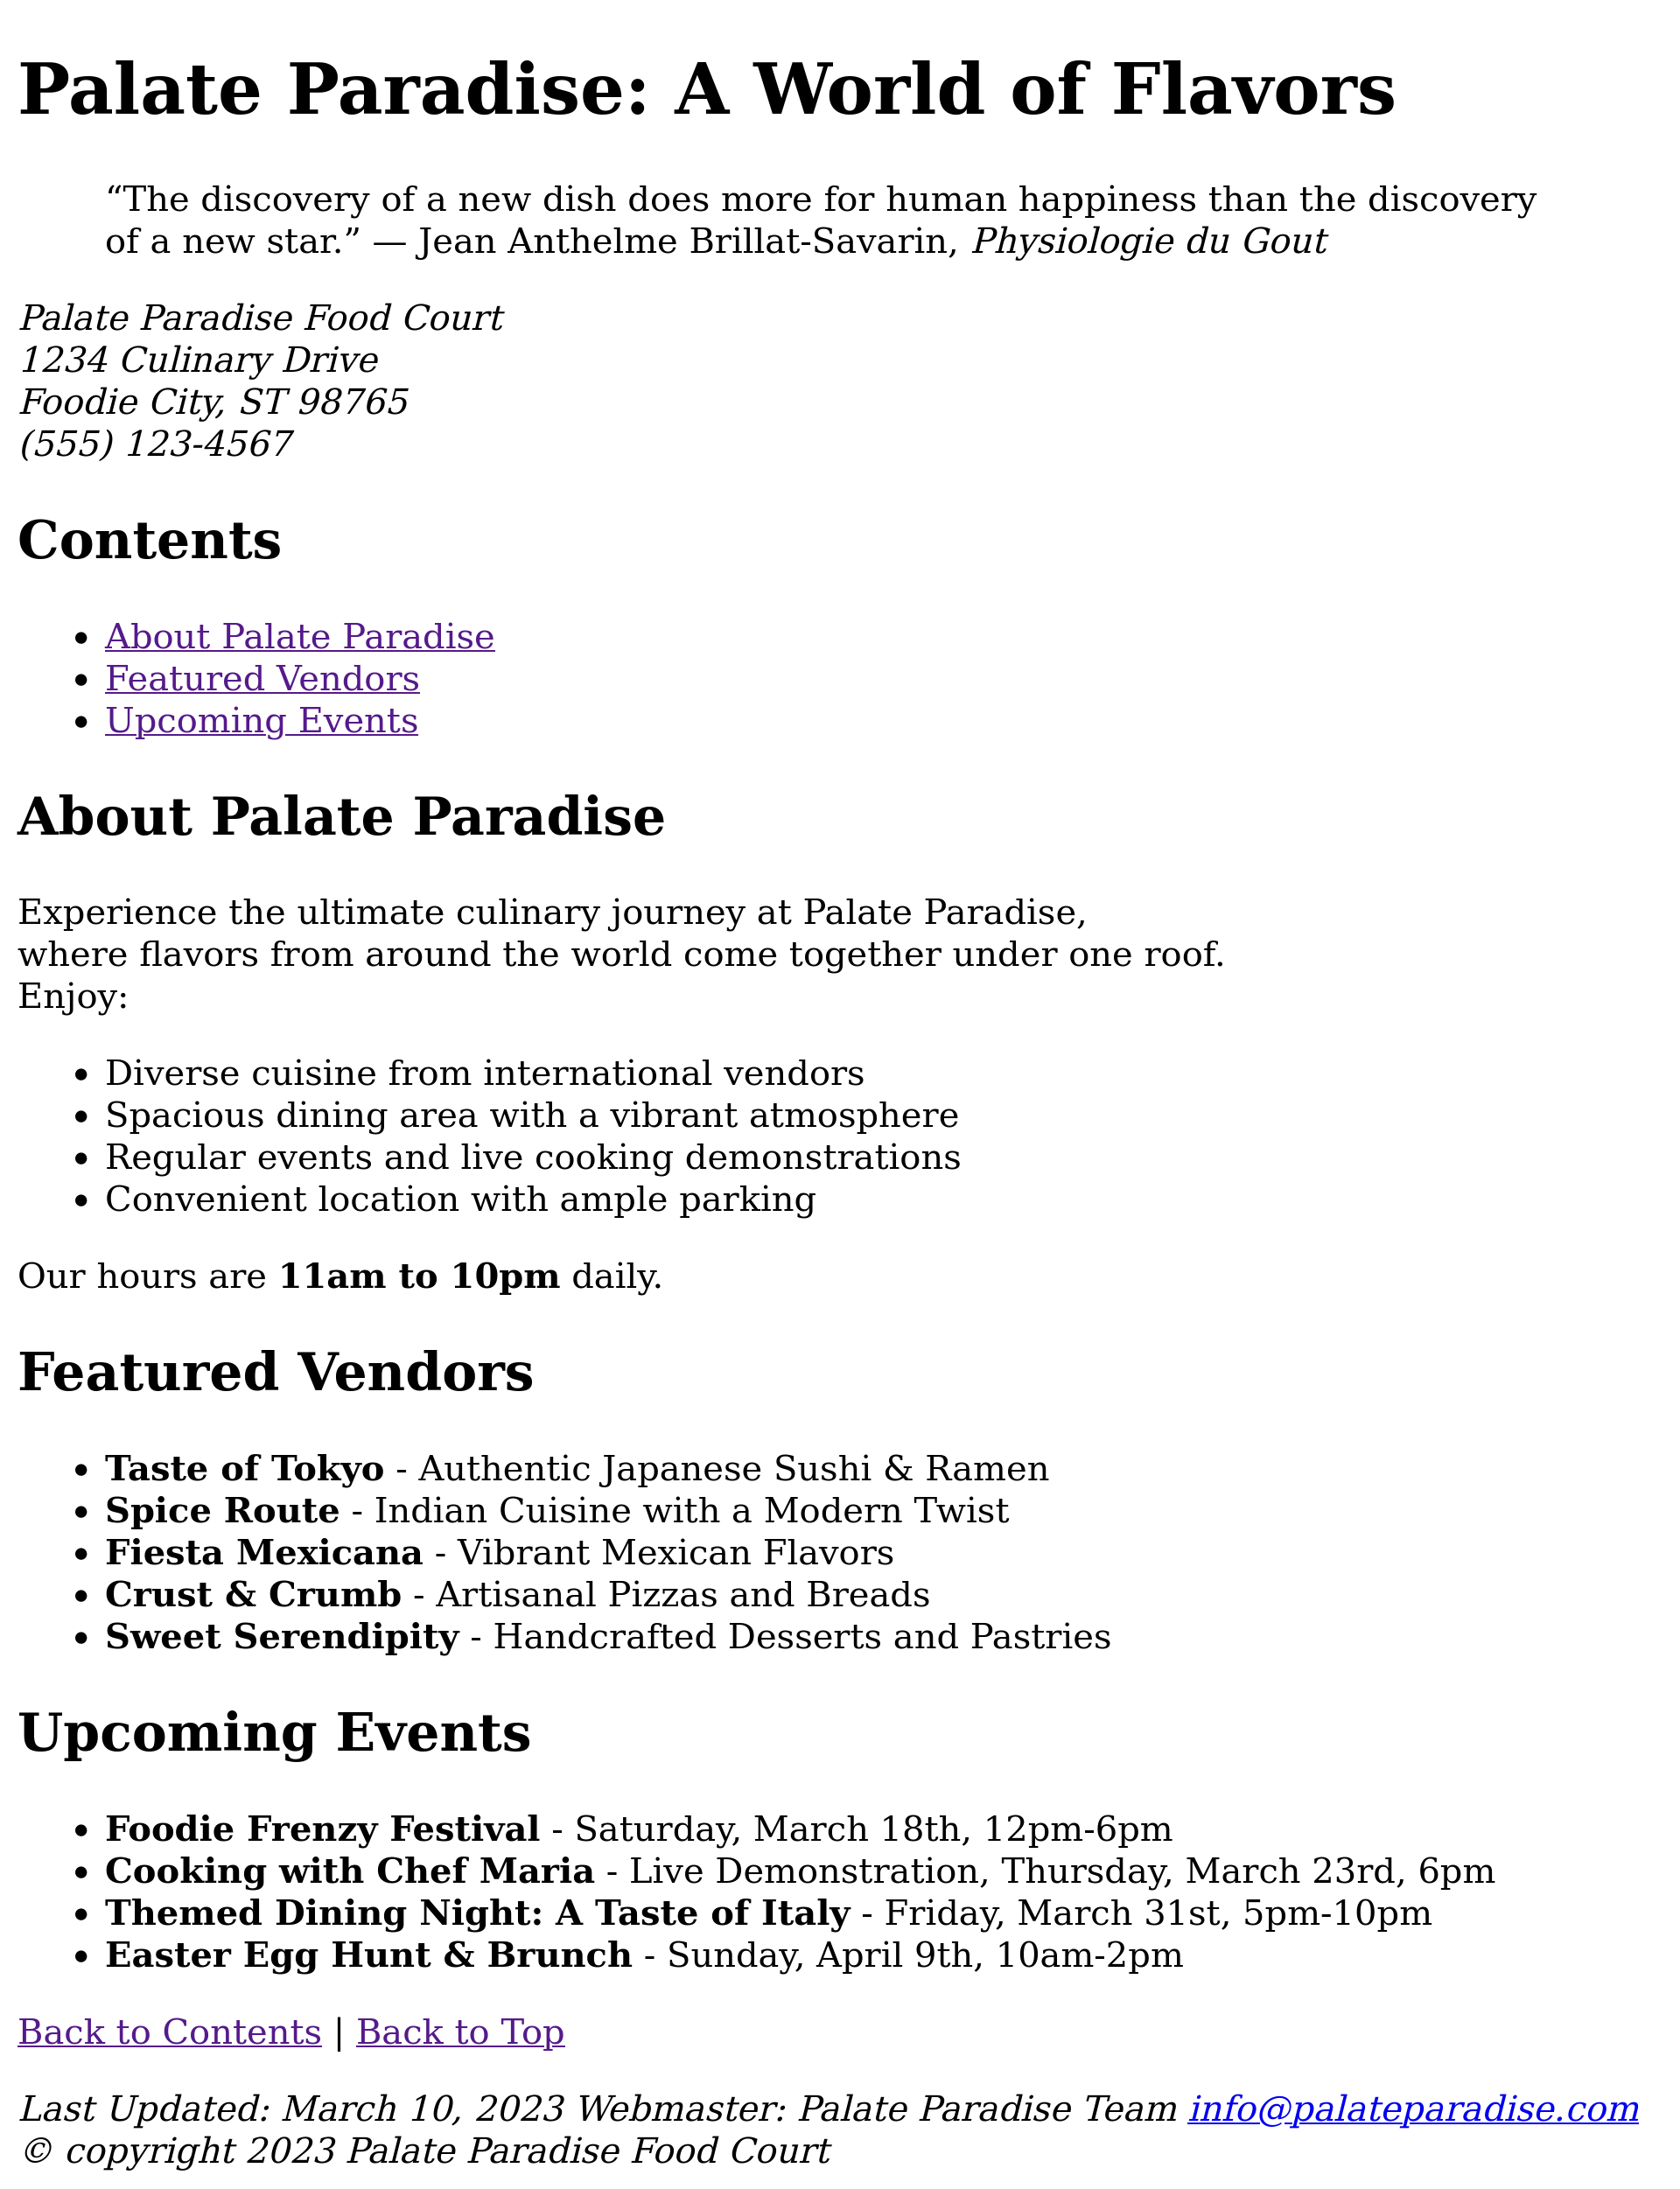 Palate Paradise: A World of Flavors
“The discovery of a new dish does more for human happiness than the discovery
of a new star.” — Jean Anthelme Brillat-Savarin, Physiologie du Gout
Palate Paradise Food Court
1234 Culinary Drive
Foodie City, ST 98765
(555) 123-4567
Contents
• About Palate Paradise
• Featured Vendors
• Upcoming Events
About Palate Paradise
Experience the ultimate culinary journey at Palate Paradise,
where flavors from around the world come together under one roof.
Enjoy:
• Diverse cuisine from international vendors
• Spacious dining area with a vibrant atmosphere
• Regular events and live cooking demonstrations
• Convenient location with ample parking
Our hours are 11am to 10pm daily.
Featured Vendors
• Taste of Tokyo - Authentic Japanese Sushi & Ramen
• Spice Route - Indian Cuisine with a Modern Twist
• Fiesta Mexicana - Vibrant Mexican Flavors
• Crust & Crumb - Artisanal Pizzas and Breads
• Sweet Serendipity - Handcrafted Desserts and Pastries
Upcoming Events
• Foodie Frenzy Festival - Saturday, March 18th, 12pm-6pm
• Cooking with Chef Maria - Live Demonstration, Thursday, March 23rd, 6pm
• Themed Dining Night: A Taste of Italy - Friday, March 31st, 5pm-10pm
• Easter Egg Hunt & Brunch - Sunday, April 9th, 10am-2pm
Back to Contents | Back to Top
Last Updated: March 10, 2023 Webmaster: Palate Paradise Team info@palateparadise.com
© copyright 2023 Palate Paradise Food Court